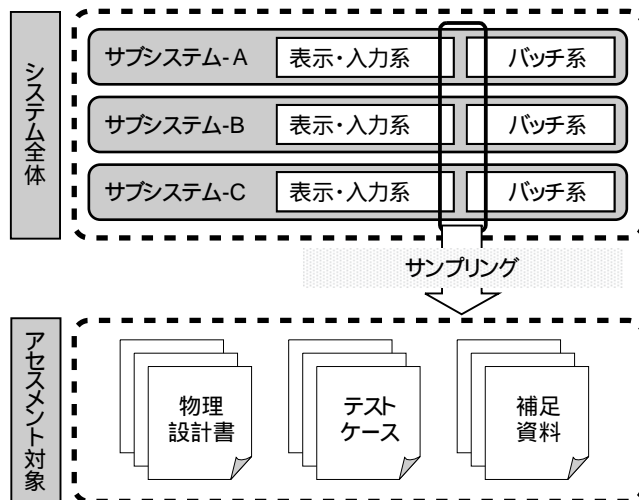 システム全体
サブシステム-A
表示・入力系
バッチ系
サブシステム-B
表示・入力系
バッチ系
サブシステム-C
表示・入力系
バッチ系
サンプリング
アセスメント対象
物理
設計書
テスト
ケース
補足
資料